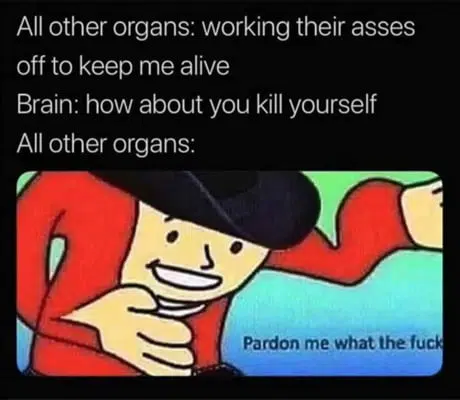 All other organs: working their asses
off to keep me alive
Brain: how about you kill yourself
All other organs:
Pardon me what the fuck